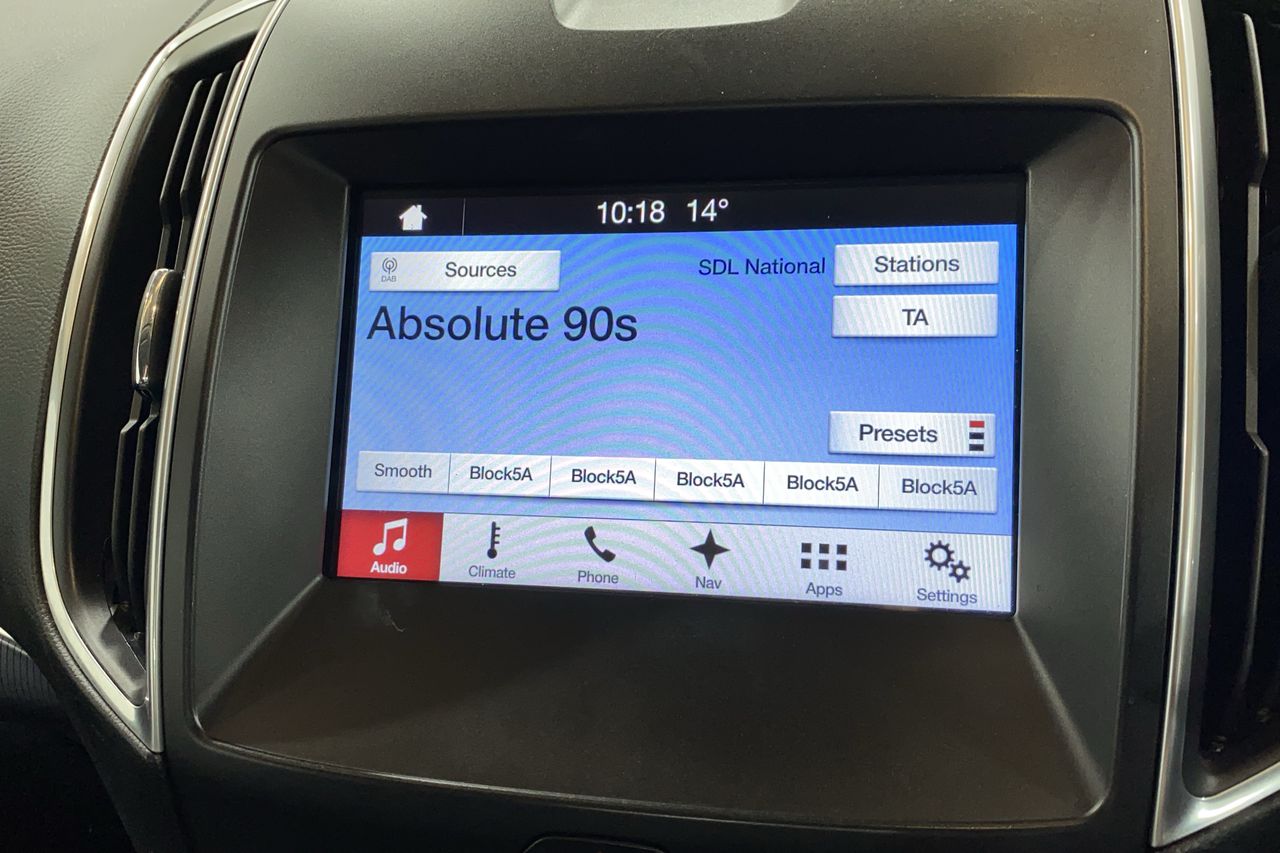 10:18 14°
DAB Sources
SDL National
Stations
Absolute 90s
TA
Presets
Smooth Block5A Block5A Block5A Block5A Block5A
Audio Climate Phone Nav Apps Settings